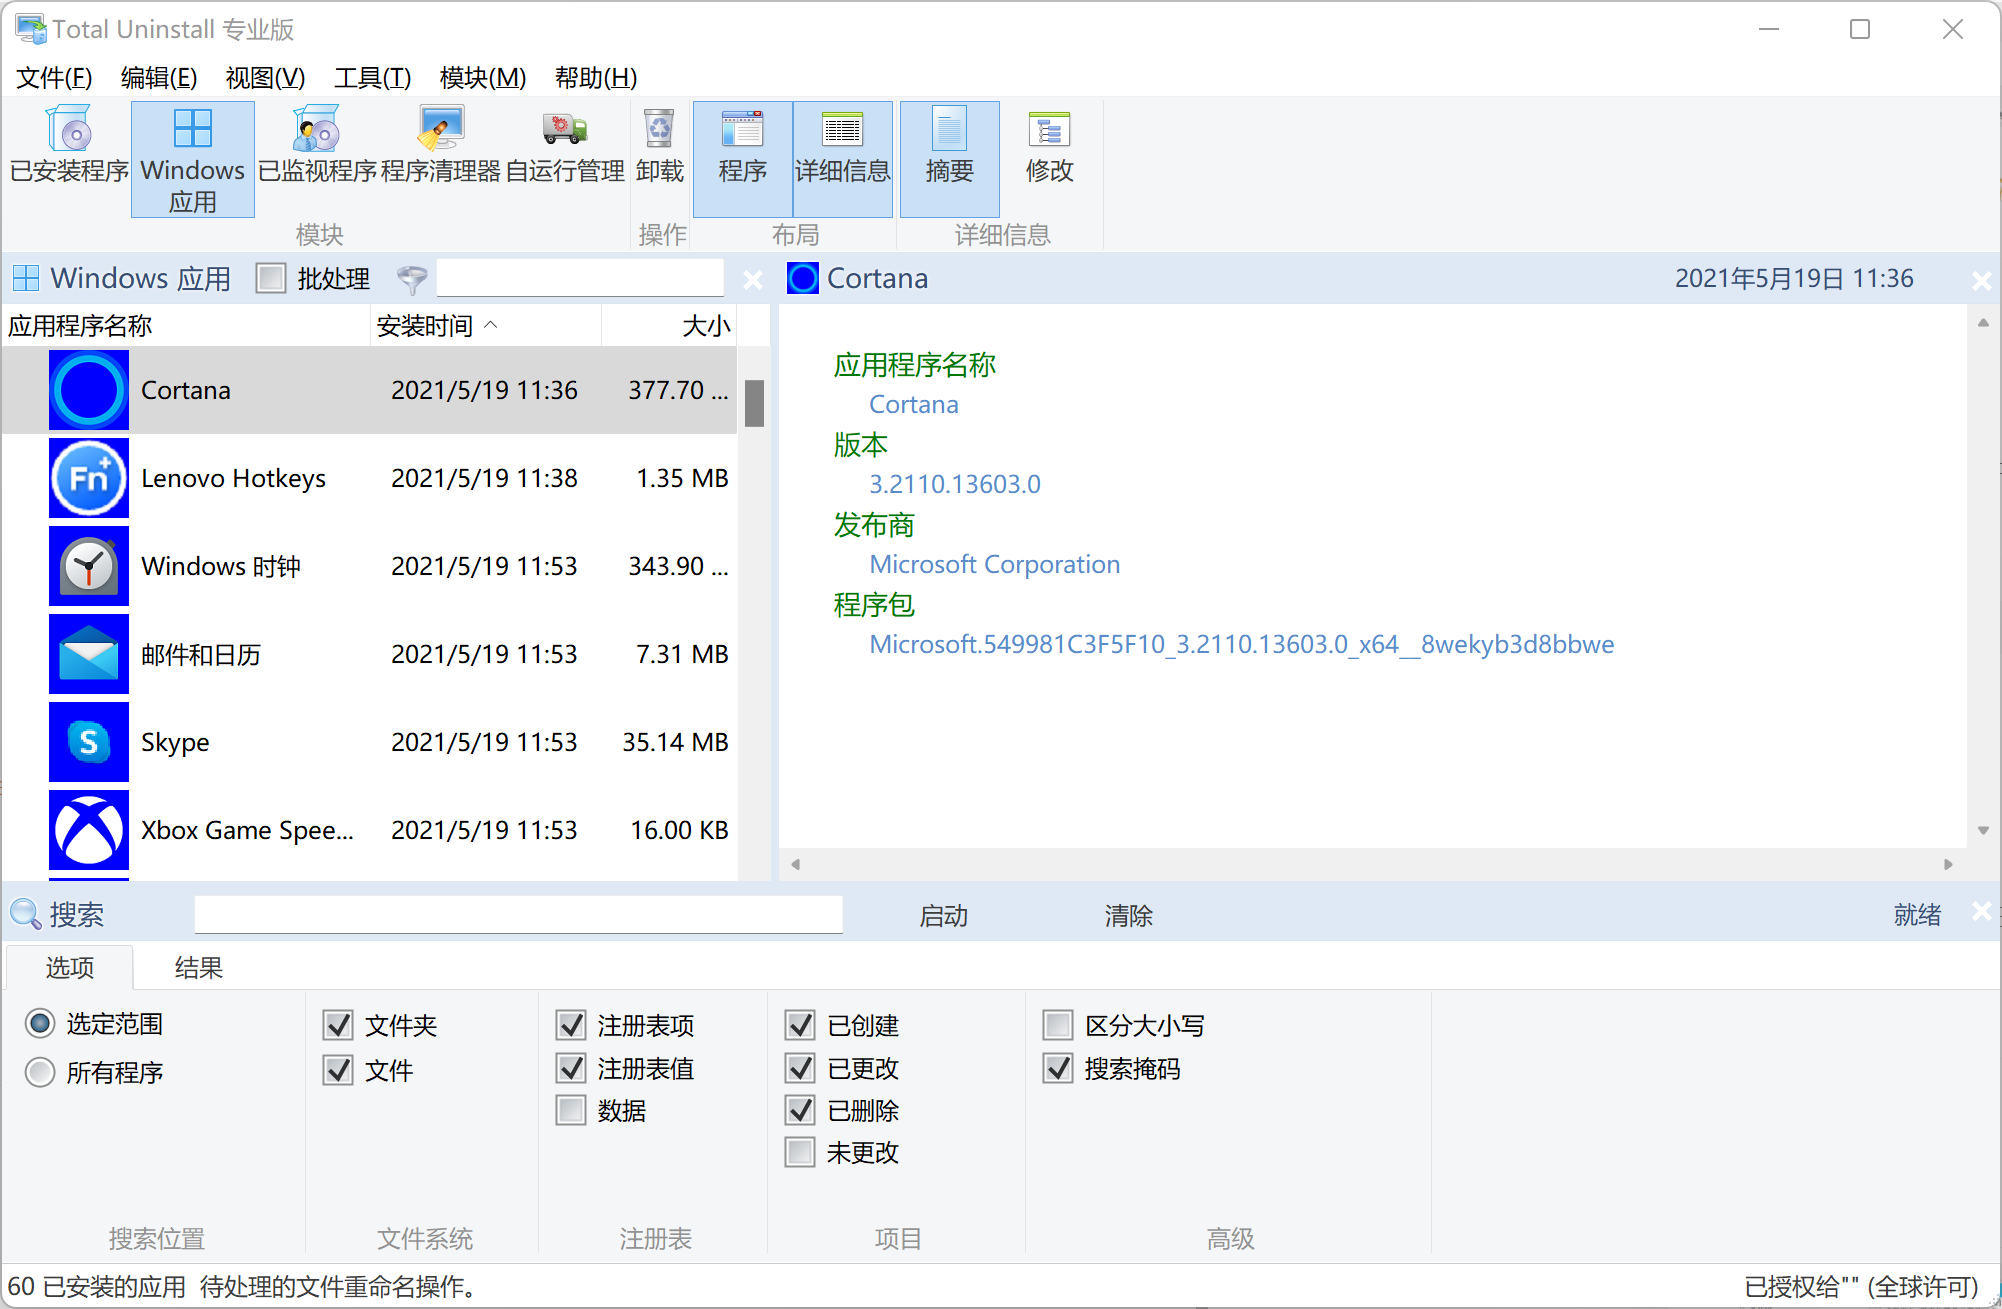 Total Uninstall 专业版
文件(F) 编辑(E) 视图(V) 工具(T) 模块(M) 帮助(H)
已安装程序 Windows 应用 已监视程序 程序清理器 自运行管理 卸载 程序 详细信息 摘要 修改
模块 操作 布局 详细信息
Windows 应用 批处理
Cortana 2021年5月19日 11:36
应用程序名称 安装时间 大小
Cortana 2021/5/19 11:36 377.70 ...
Fn+ Lenovo Hotkeys 2021/5/19 11:38 1.35 MB
Windows 时钟 2021/5/19 11:53 343.90 ...
邮件和日历 2021/5/19 11:53 7.31 MB
S Skype 2021/5/19 11:53 35.14 MB
Xbox Game Spee... 2021/5/19 11:53 16.00 KB
应用程序名称
Cortana
版本
3.2110.13603.0
发布商
Microsoft Corporation
程序包
Microsoft.549981C3F5F10_3.2110.13603.0_x64__8wekyb3d8bbwe
搜索 启动 清除 就绪
选项 结果
选定范围
所有程序
搜索位置
文件夹
文件
文件系统
注册表项
注册表值
数据
注册表
已创建
已更改
已删除
未更改
项目
区分大小写
搜索掩码
高级
60 已安装的应用 待处理的文件重命名操作。 已授权给"" (全球许可)